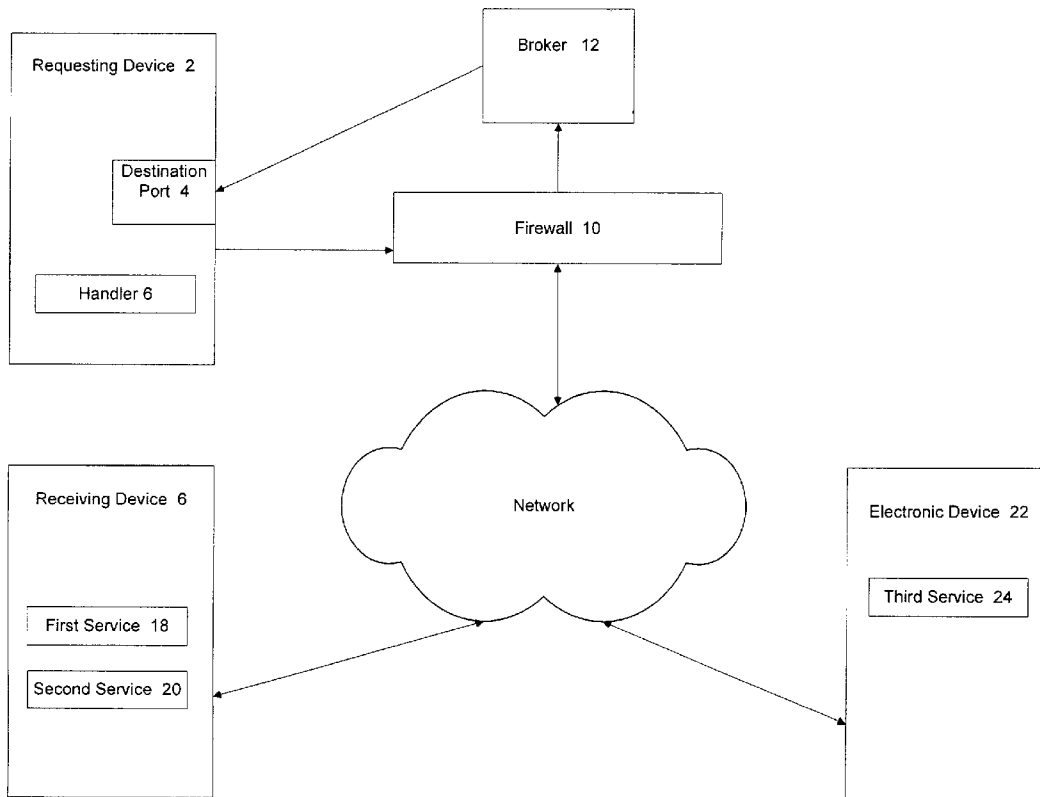 Broker 12
Requesting Device 2
Destination
Port 4
Firewall 10
Handler 6
Receiving Device 6
Network
Electronic Device 22
Third Service 24
First Service 18
Second Service 20